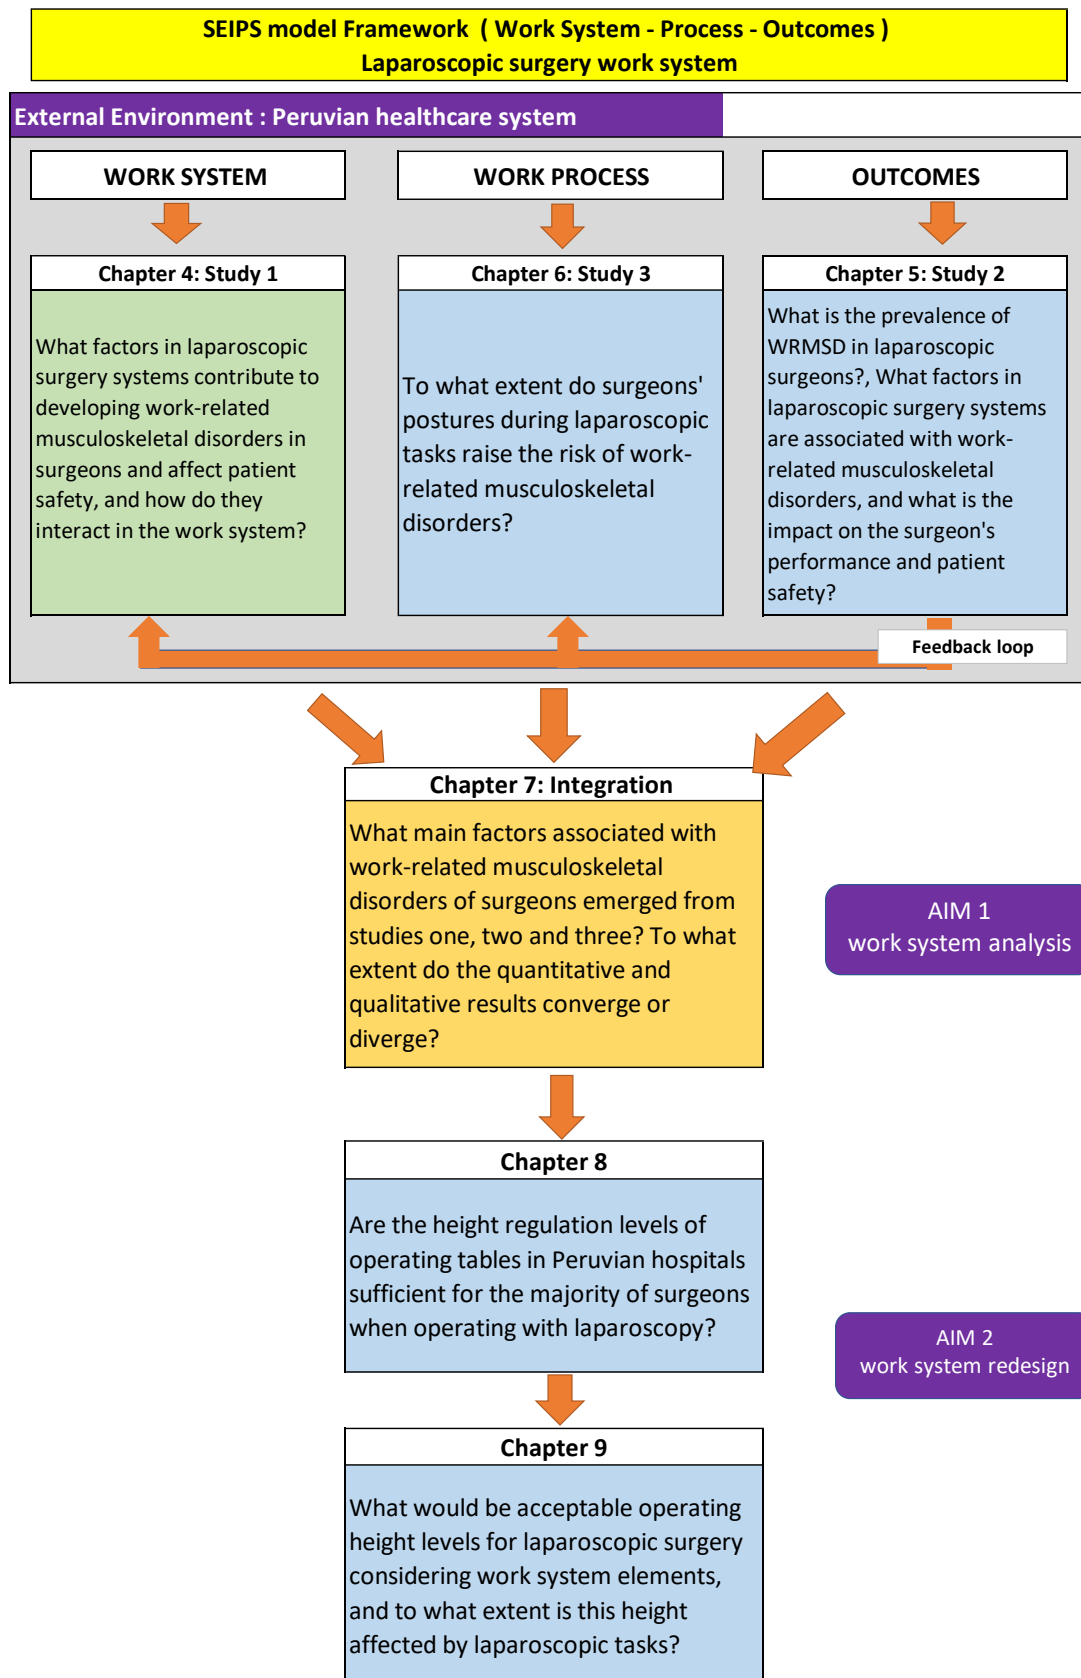 SEIPS model Framework ( Work System - Process - Outcomes )
Laparoscopic surgery work system
External Environment : Peruvian healthcare system
WORK SYSTEM
WORK PROCESS
OUTCOMES
Chapter 4: Study 1
What factors in laparoscopic
surgery systems contribute to
developing work-related
musculoskeletal disorders in
surgeons and affect patient
safety, and how do they
interact in the work system?
Chapter 6: Study 3
To what extent do surgeons'
postures during laparoscopic
tasks raise the risk of work-
related musculoskeletal
disorders?
Chapter 5: Study 2
What is the prevalence of
WRMSD in laparoscopic
surgeons?, What factors in
laparoscopic surgery systems
are associated with work-
related musculoskeletal
disorders, and what is the
impact on the surgeon's
performance and patient
safety?
Feedback loop
Chapter 7: Integration
What main factors associated with
work-related musculoskeletal
disorders of surgeons emerged from
studies one, two and three? To what
extent do the quantitative and
qualitative results converge or
diverge?
AIM 1
work system analysis
Chapter 8
Are the height regulation levels of
operating tables in Peruvian hospitals
sufficient for the majority of surgeons
when operating with laparoscopy?
AIM 2
work system redesign
Chapter 9
What would be acceptable operating
height levels for laparoscopic surgery
considering work system elements,
and to what extent is this height
affected by laparoscopic tasks?